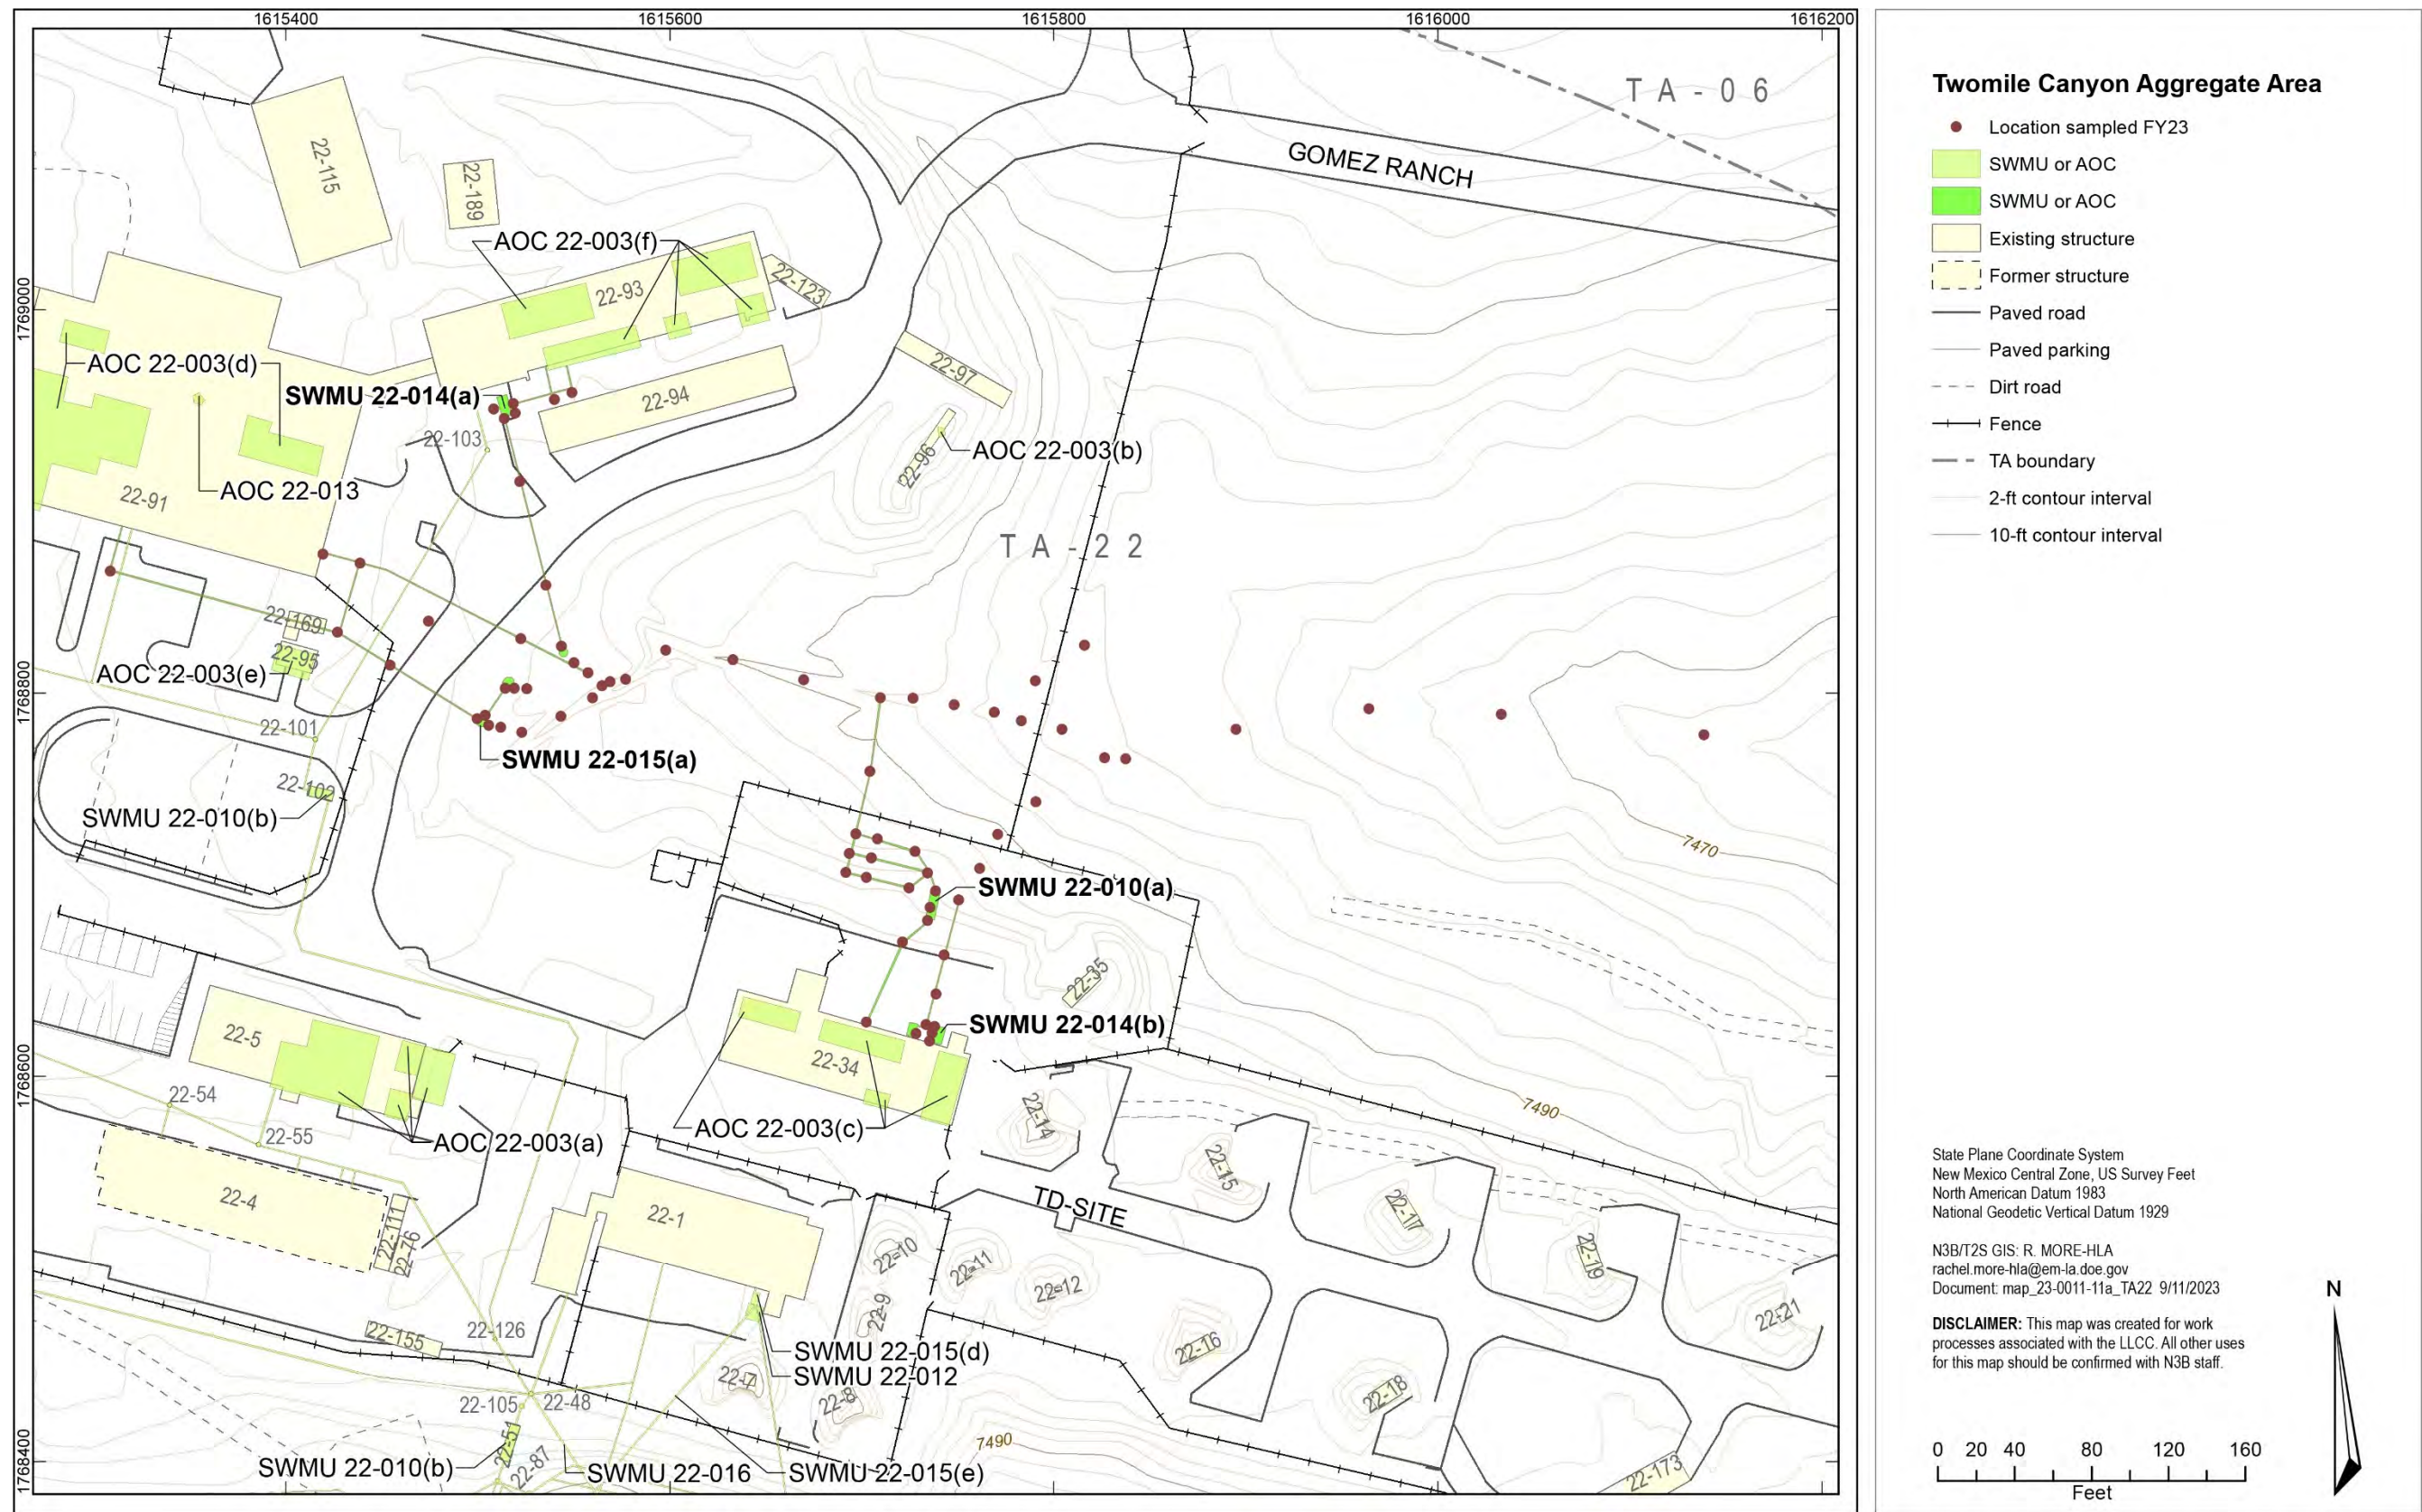 1615400
1615600
1615800
1616000
1616200
TA-06
GOMEZ RANCH
22-115
22-189
AOC 22-003(f)
22-93
22-123
1769000
AOC 22-003(d)
22-97
SWMU 22-014(a)
22-94
22-103
AOC 22-003(b)
22-96
AOC 22-013
22-91
TA-22
22-169
22-95
AOC 22-003(e)
1768800
22-101
SWMU 22-015(a)
22-102
SWMU 22-010(b)
7470
SWMU 22-010(a)
22-35
SWMU 22-014(b)
22-5
22-34
1768600
22-54
22-14
7490
AOC 22-003(c)
22-55
AOC 22-003(a)
22-15
22-4
TD-SITE
22-1
22-17
22-111
22-76
22-10
22-11
22-12
22-19
22-9
22-21
22-155
22-126
22-16
SWMU 22-015(d)
SWMU 22-012
22-7
22-8
22-18
22-105
22-48
7490
1768400
22-51
22-87
SWMU 22-010(b)
SWMU 22-016
SWMU 22-015(e)
22-173
Twomile Canyon Aggregate Area
Location sampled FY23
SWMU or AOC
SWMU or AOC
Existing structure
Former structure
Paved road
Paved parking
Dirt road
Fence
TA boundary
2-ft contour interval
10-ft contour interval
State Plane Coordinate System
New Mexico Central Zone, US Survey Feet
North American Datum 1983
National Geodetic Vertical Datum 1929
N3B/T2S GIS: R. MORE-HLA
rachel.more-hla@em-la.doe.gov
Document: map_23-0011-11a_TA22 9/11/2023
DISCLAIMER: This map was created for work
processes associated with the LLCC. All other uses
for this map should be confirmed with N3B staff.
N
0 20 40 80 120 160
Feet